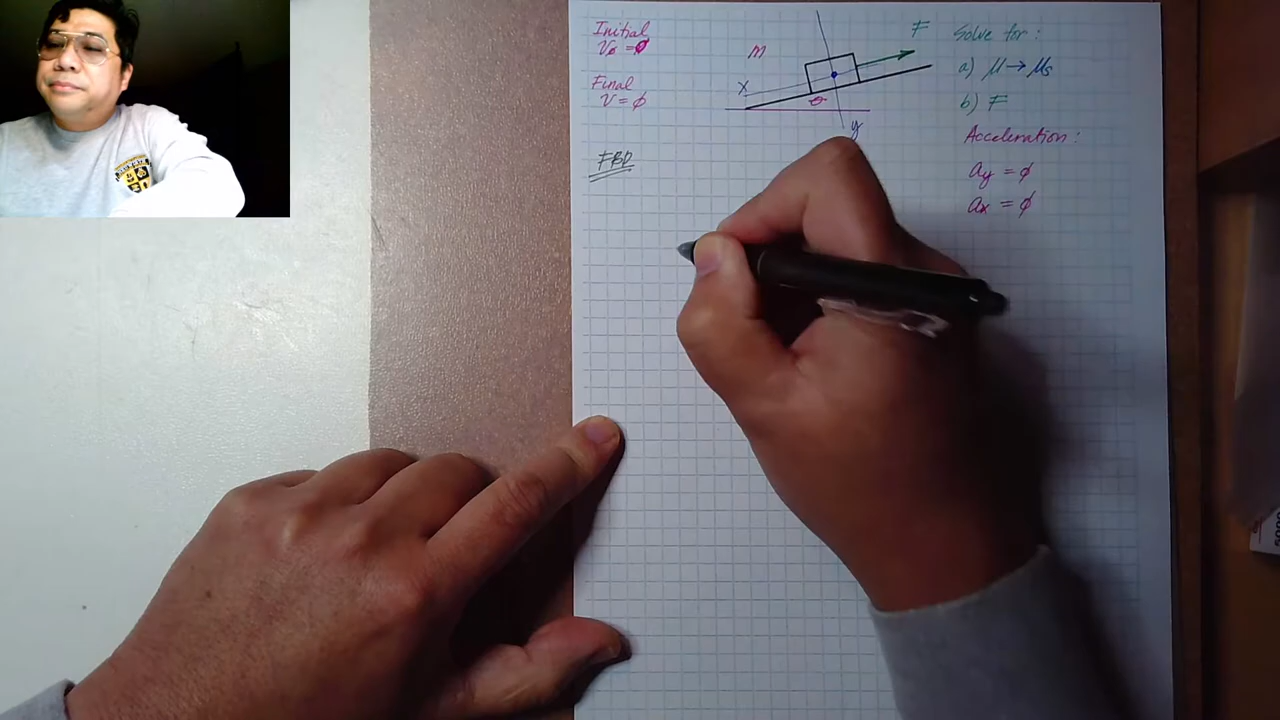 Initial
V₀ = ∅
Final
V = ∅
FBD
m
F
x
θ
y
Solve for:
a) μ → μs
b) F
Acceleration:
ay = ∅
ax = ∅